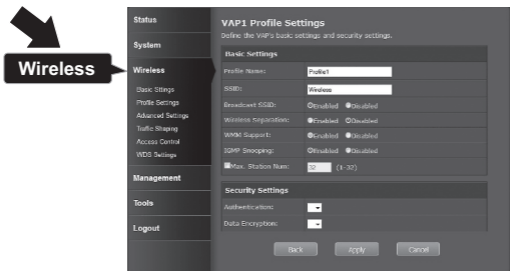 Wireless
Status
System
Wireless
Basic Sttings
Profile Settings
Advanced Settings
Traffic Shaping
Access Control
WDS Settings
Management
Tools
Logout
VAP1 Profile Settings
Define the VAP's basic settings and security settings.
Basic Settings
Profile Name: Profile1
SSID: Wireless
Broadcast SSID: Enabled Disabled
Wireless Separation: Enabled Disabled
WMM Support: Enabled Disabled
IGMP Snooping: Enabled Disabled
Max. Station Num: 32 (1-32)
Security Settings
Authentication:
Data Encryption:
Back Apply Cancel